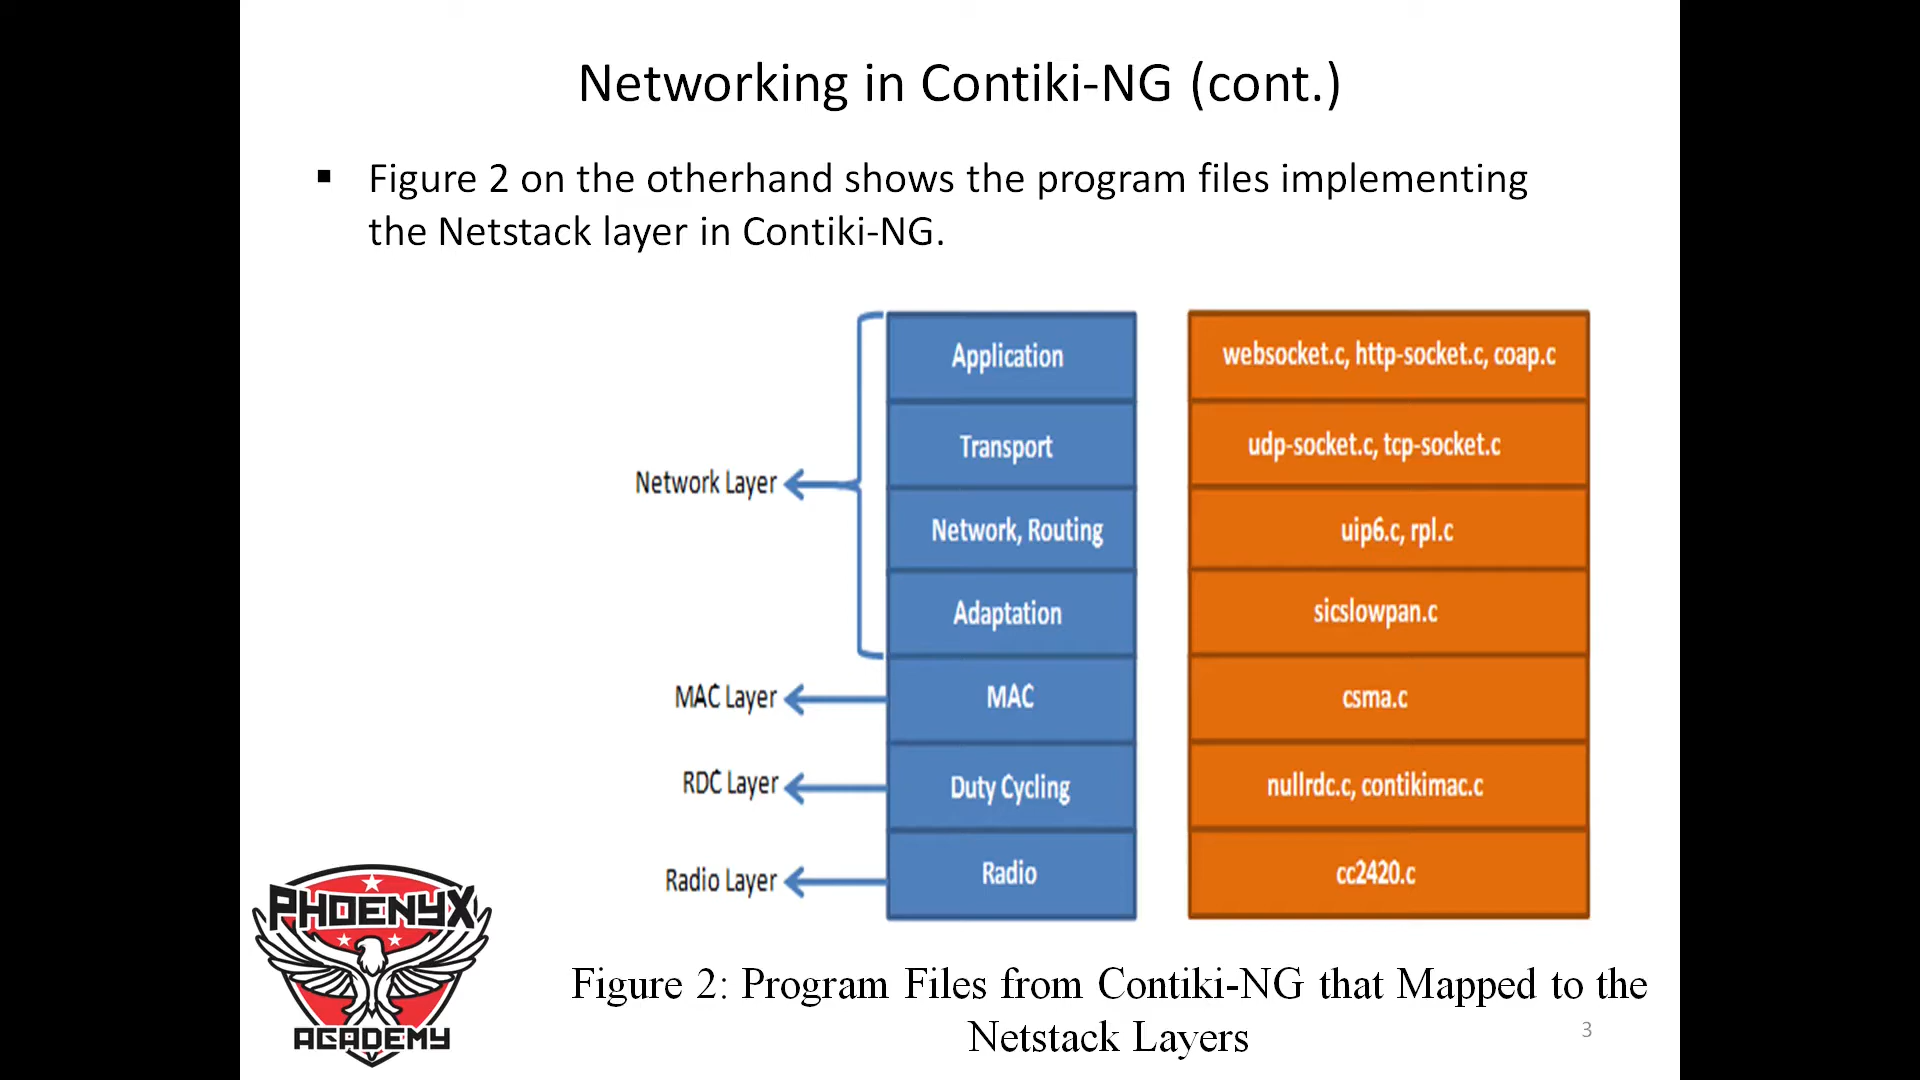 Networking in Contiki-NG (cont.)
▪ Figure 2 on the otherhand shows the program files implementing
the Netstack layer in Contiki-NG.
Application websocket.c, http-socket.c, coap.c
Transport udp-socket.c, tcp-socket.c
Network Layer
Network, Routing uip6.c, rpl.c
Adaptation sicslowpan.c
MAC Layer MAC csma.c
RDC Layer Duty Cycling nullrdc.c, contikimac.c
Radio Layer Radio cc2420.c
PHOENYX
ACADEMY
Figure 2: Program Files from Contiki-NG that Mapped to the
Netstack Layers
3